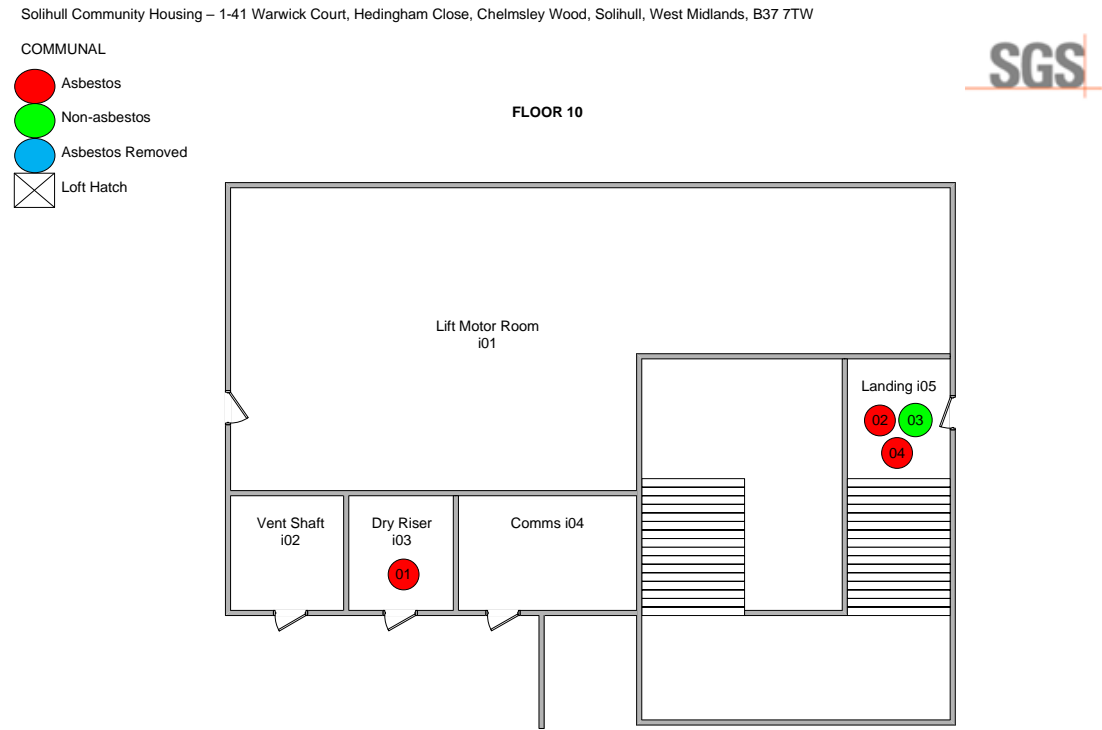 Solihull Community Housing – 1-41 Warwick Court, Hedingham Close, Chelmsley Wood, Solihull, West Midlands, B37 7TW
COMMUNAL
SGS
Asbestos
FLOOR 10
Non-asbestos
Asbestos Removed
Loft Hatch
Lift Motor Room
i01
Landing i05
02
03
04
Vent Shaft
i02
Dry Riser
i03
01
Comms i04